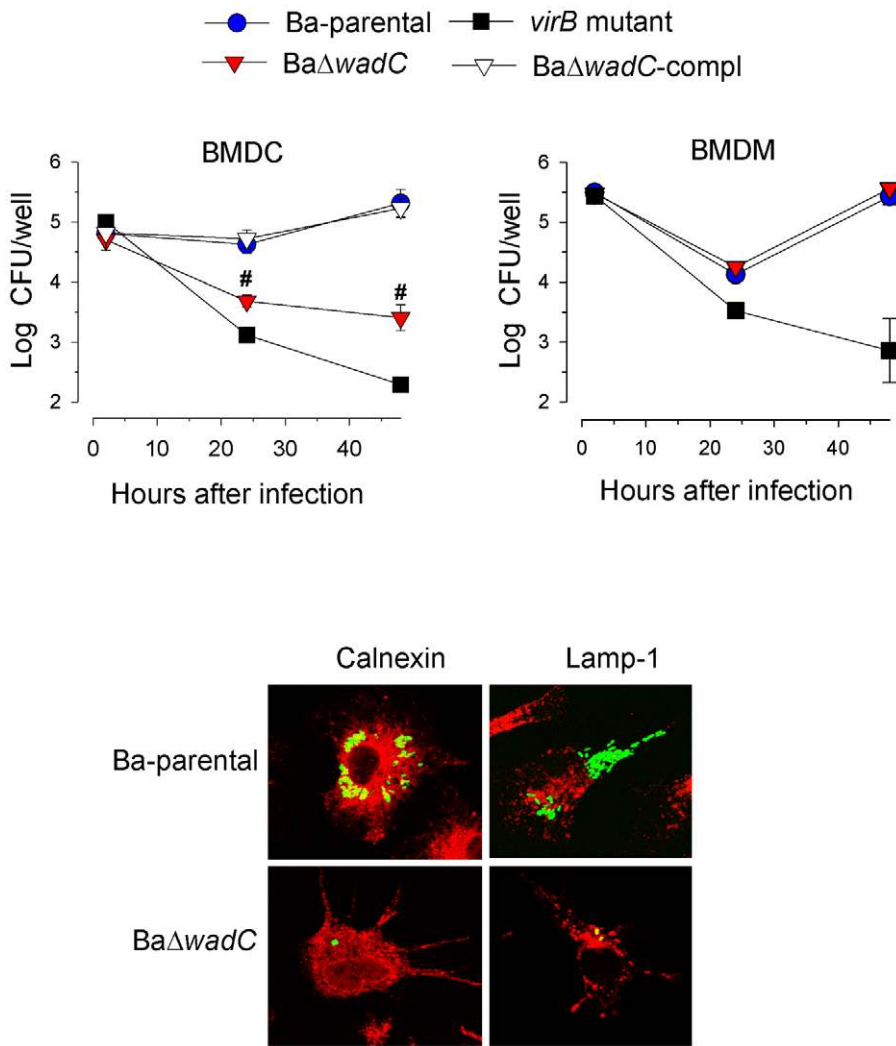 Ba-parental virB mutant
BaΔwadC BaΔwadC-compl
BMDC
Log CFU/well
6
5
4
3
2
# #
0 10 20 30 40
Hours after infection
BMDM
Log CFU/well
6
5
4
3
2
0 10 20 30 40
Hours after infection
Calnexin Lamp-1
Ba-parental
BaΔwadC